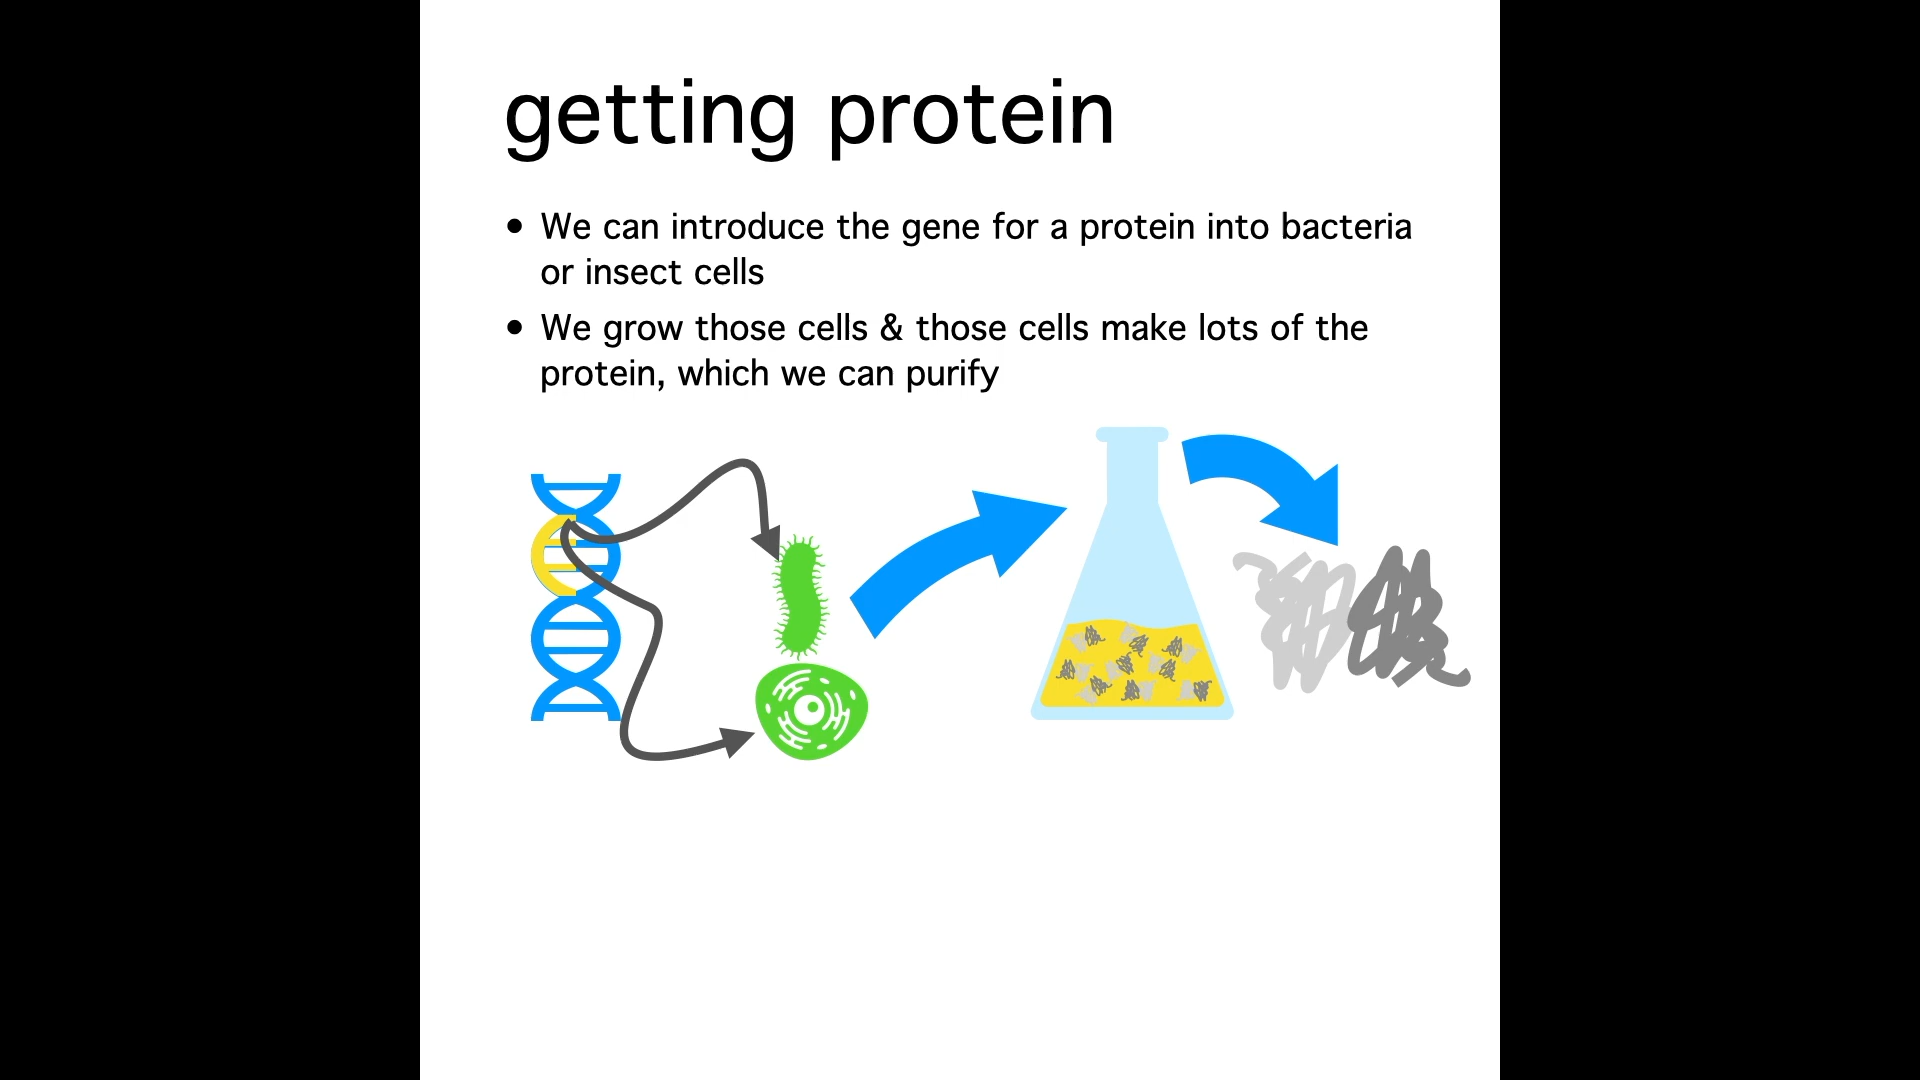 getting protein
• We can introduce the gene for a protein into bacteria
or insect cells
• We grow those cells & those cells make lots of the
protein, which we can purify